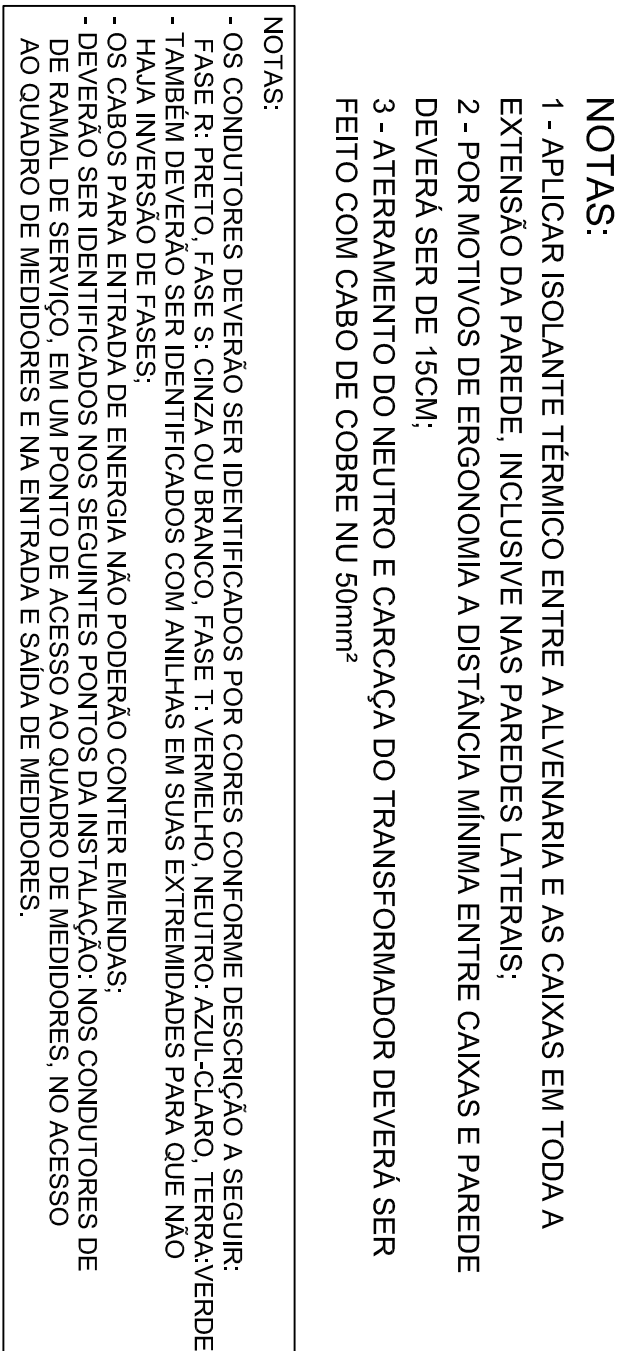 NOTAS:
1 - APLICAR ISOLANTE TÉRMICO ENTRE A ALVENARIA E AS CAIXAS EM TODA A
EXTENSÃO DA PAREDE, INCLUSIVE NAS PAREDES LATERAIS;
2 - POR MOTIVOS DE ERGONOMIA A DISTÂNCIA MÍNIMA ENTRE CAIXAS E PAREDE
DEVERÁ SER DE 15CM;
3 - ATERRAMENTO DO NEUTRO E CARCAÇA DO TRANSFORMADOR DEVERÁ SER
FEITO COM CABO DE COBRE NU 50mm²
NOTAS:
- OS CONDUTORES DEVERÃO SER IDENTIFICADOS POR CORES CONFORME DESCRIÇÃO A SEGUIR:
FASE R: PRETO, FASE S: CINZA OU BRANCO, FASE T: VERMELHO, NEUTRO: AZUL-CLARO, TERRA:VERDE
- TAMBÉM DEVERÃO SER IDENTIFICADOS COM ANILHAS EM SUAS EXTREMIDADES PARA QUE NÃO
HAJA INVERSÃO DE FASES;
- OS CABOS PARA ENTRADA DE ENERGIA NÃO PODERÃO CONTER EMENDAS;
- DEVERÃO SER IDENTIFICADOS NOS SEGUINTES PONTOS DA INSTALAÇÃO: NOS CONDUTORES DE
DE RAMAL DE SERVIÇO, EM UM PONTO DE ACESSO AO QUADRO DE MEDIDORES, NO ACESSO
AO QUADRO DE MEDIDORES E NA ENTRADA E SAÍDA DE MEDIDORES.